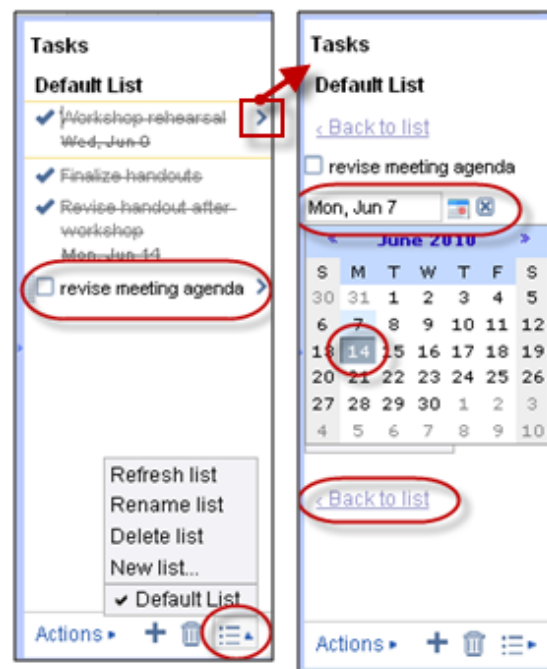 Tasks
Default List
Workshop rehearsal
Wed, Jun 9
Finalize handouts
Revise handout after
workshop
Mon, Jun 14
revise meeting agenda
Refresh list
Rename list
Delete list
New list...
Default List
Actions
Tasks
Default List
‹ Back to list
revise meeting agenda
Mon, Jun 7
« June 2010 »
S M T W T F S
30 31 1 2 3 4 5
6 7 8 9 10 11 12
13 14 15 16 17 18 19
20 21 22 23 24 25 26
27 28 29 30 1 2 3
4 5 6 7 8 9 10
‹ Back to list
Actions